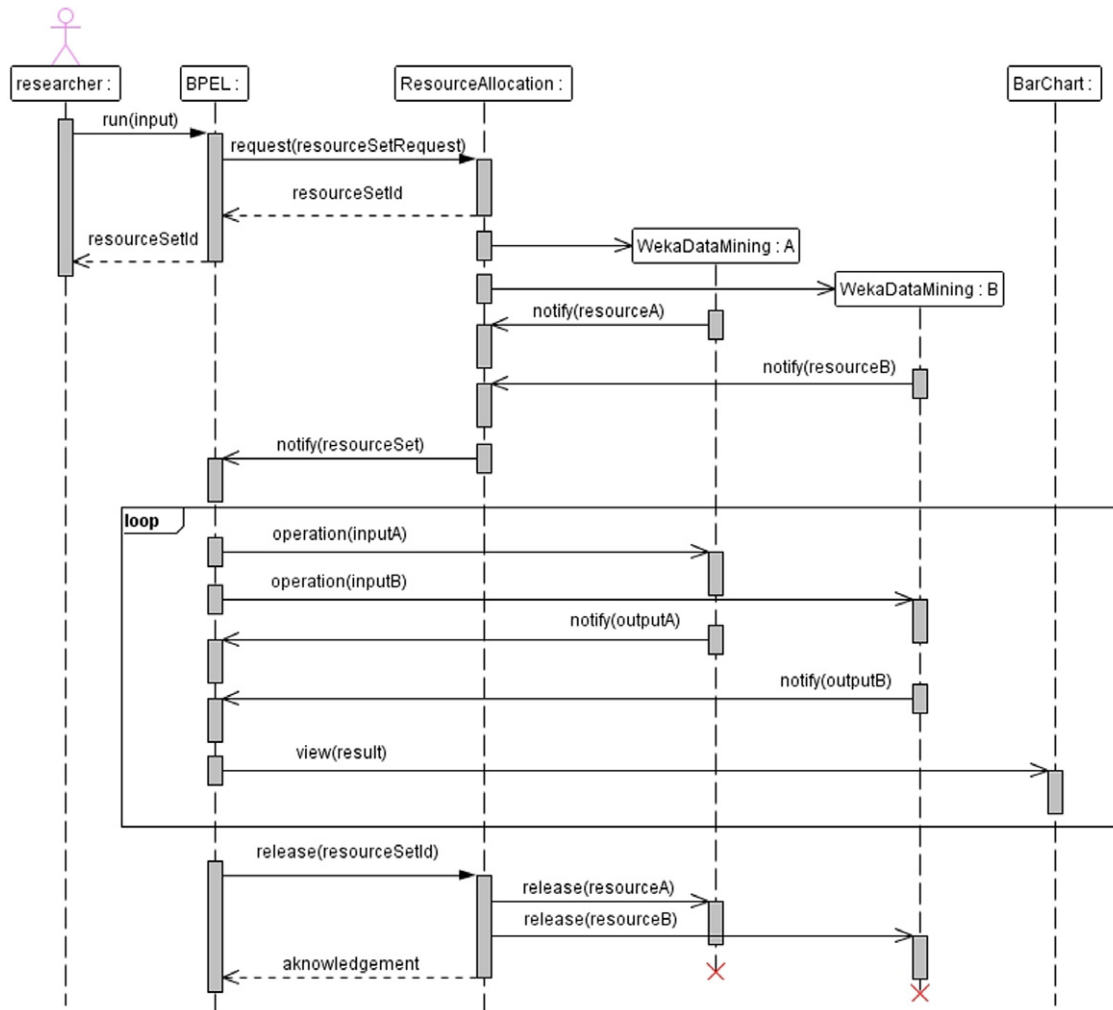 researcher :
BPEL :
ResourceAllocation :
BarChart :
run(input)
request(resourceSetRequest)
resourceSetId
resourceSetId
WekaDataMining : A
WekaDataMining : B
notify(resourceA)
notify(resourceB)
notify(resourceSet)
loop
operation(inputA)
operation(inputB)
notify(outputA)
notify(outputB)
view(result)
release(resourceSetId)
release(resourceA)
release(resourceB)
aknowledgement